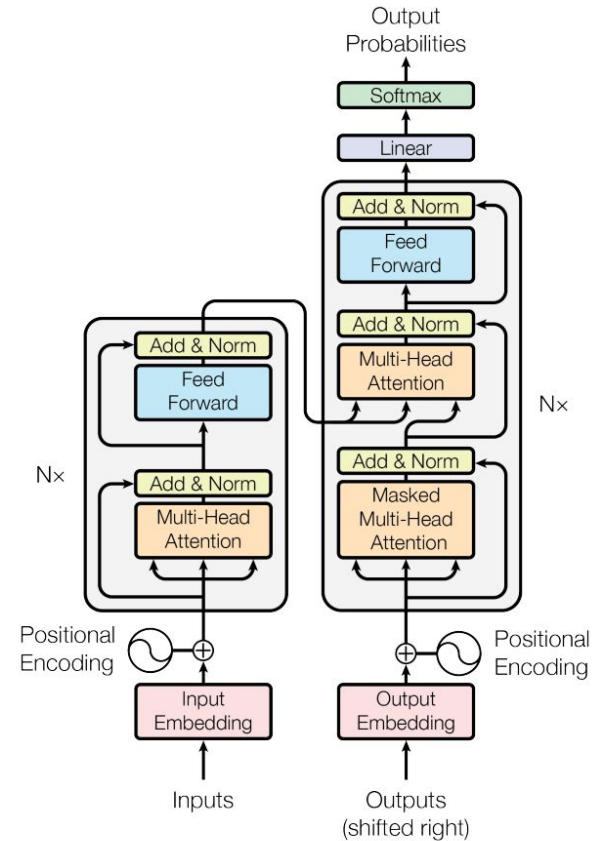 Output
Probabilities
Softmax
Linear
Add & Norm
Feed
Forward
Add & Norm
Multi-Head
Attention
Add & Norm
Masked
Multi-Head
Attention
N×
Add & Norm
Feed
Forward
Add & Norm
Multi-Head
Attention
N×
Positional
Encoding
Positional
Encoding
Input
Embedding
Output
Embedding
Inputs
Outputs
(shifted right)